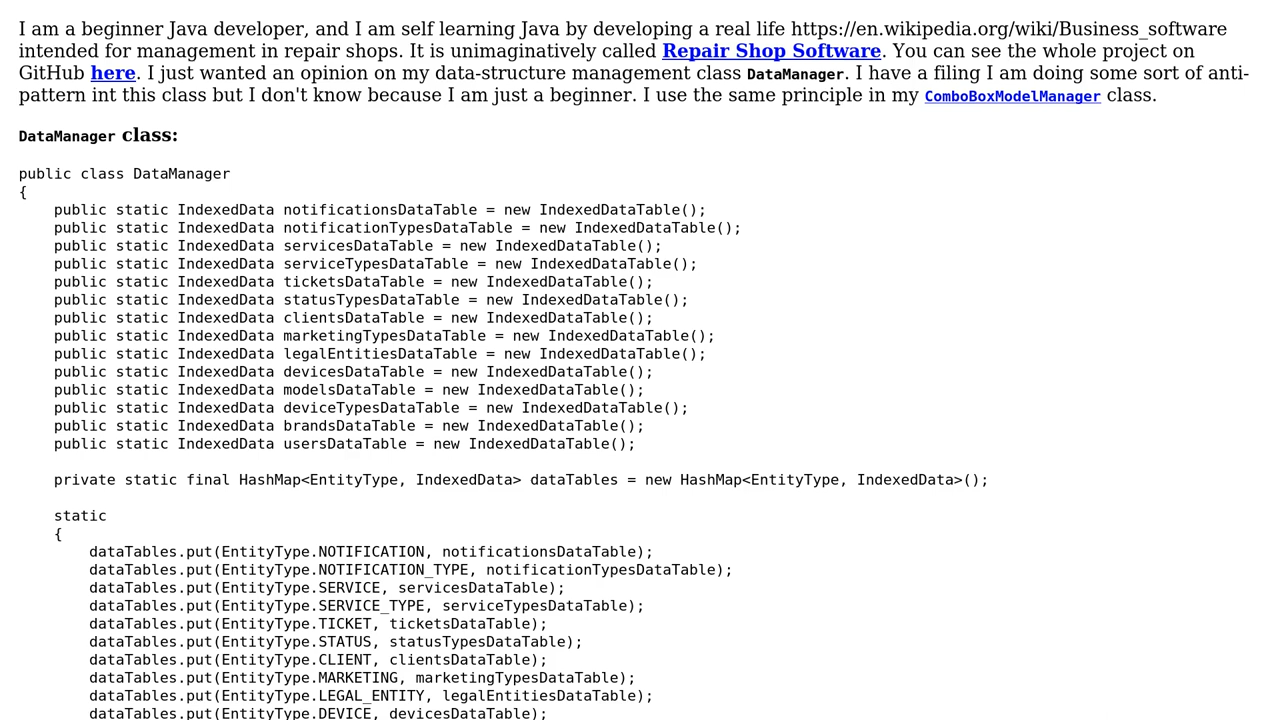 I am a beginner Java developer, and I am self learning Java by developing a real life https://en.wikipedia.org/wiki/Business_software
intended for management in repair shops. It is unimaginatively called Repair Shop Software. You can see the whole project on
GitHub here. I just wanted an opinion on my data-structure management class DataManager. I have a filing I am doing some sort of anti-
pattern int this class but I don't know because I am just a beginner. I use the same principle in my ComboBoxModelManager class.
DataManager class:
public class DataManager
{
    public static IndexedData notificationsDataTable = new IndexedDataTable();
    public static IndexedData notificationTypesDataTable = new IndexedDataTable();
    public static IndexedData servicesDataTable = new IndexedDataTable();
    public static IndexedData serviceTypesDataTable = new IndexedDataTable();
    public static IndexedData ticketsDataTable = new IndexedDataTable();
    public static IndexedData statusTypesDataTable = new IndexedDataTable();
    public static IndexedData clientsDataTable = new IndexedDataTable();
    public static IndexedData marketingTypesDataTable = new IndexedDataTable();
    public static IndexedData legalEntitiesDataTable = new IndexedDataTable();
    public static IndexedData devicesDataTable = new IndexedDataTable();
    public static IndexedData modelsDataTable = new IndexedDataTable();
    public static IndexedData deviceTypesDataTable = new IndexedDataTable();
    public static IndexedData brandsDataTable = new IndexedDataTable();
    public static IndexedData usersDataTable = new IndexedDataTable();
    private static final HashMap<EntityType, IndexedData> dataTables = new HashMap<EntityType, IndexedData>();
    static
    {
        dataTables.put(EntityType.NOTIFICATION, notificationsDataTable);
        dataTables.put(EntityType.NOTIFICATION_TYPE, notificationTypesDataTable);
        dataTables.put(EntityType.SERVICE, servicesDataTable);
        dataTables.put(EntityType.SERVICE_TYPE, serviceTypesDataTable);
        dataTables.put(EntityType.TICKET, ticketsDataTable);
        dataTables.put(EntityType.STATUS, statusTypesDataTable);
        dataTables.put(EntityType.CLIENT, clientsDataTable);
        dataTables.put(EntityType.MARKETING, marketingTypesDataTable);
        dataTables.put(EntityType.LEGAL_ENTITY, legalEntitiesDataTable);
        dataTables.put(EntityType.DEVICE, devicesDataTable);